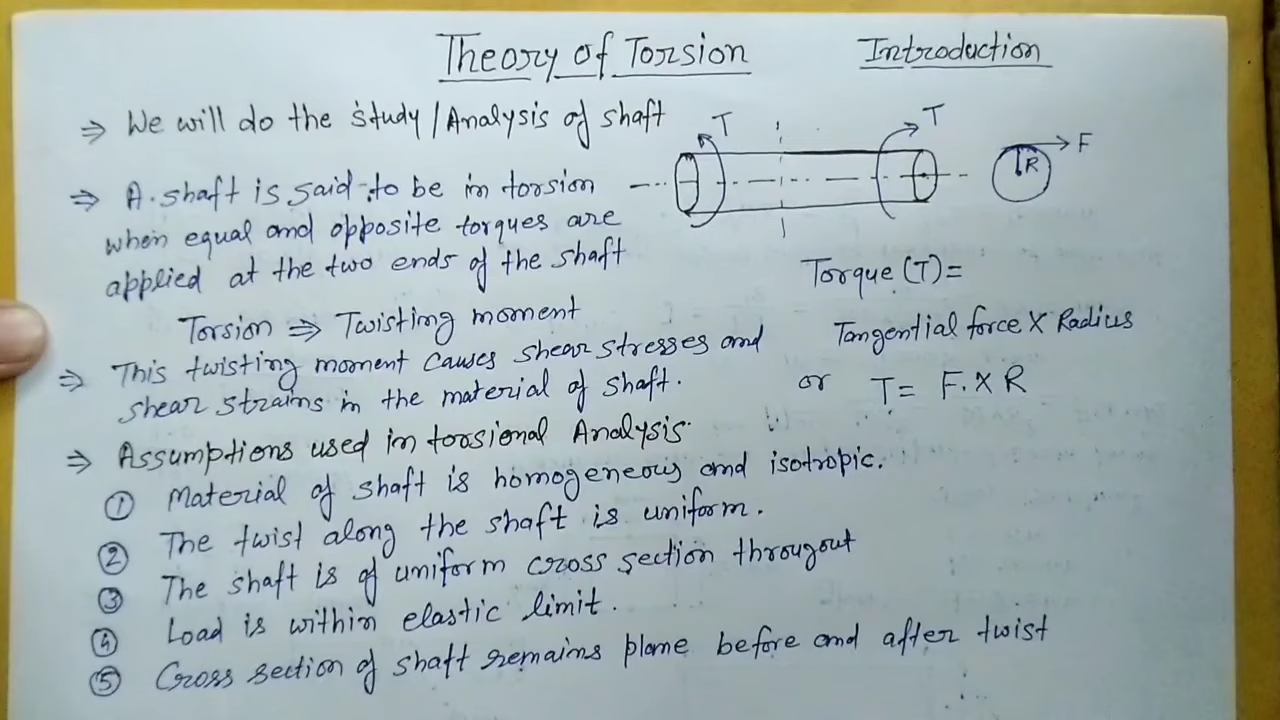 Theory of Torsion Introduction
⇒ We will do the study/Analysis of shaft
T T F R
⇒ A shaft is said to be in torsion
when equal and opposite torques are
applied at the two ends of the shaft
Torsion ⇒ Twisting moment
⇒ This twisting moment causes shear stresses and
shear strains in the material of shaft.
Torque (T) =
Tangential force X Radius
or T = F. X R
⇒ Assumptions used in torsional Analysis.
① Material of shaft is homogeneous and isotropic.
② The twist along the shaft is uniform.
③ The shaft is of uniform cross section througout
④ Load is within elastic limit.
⑤ Cross section of shaft remains plane before and after twist